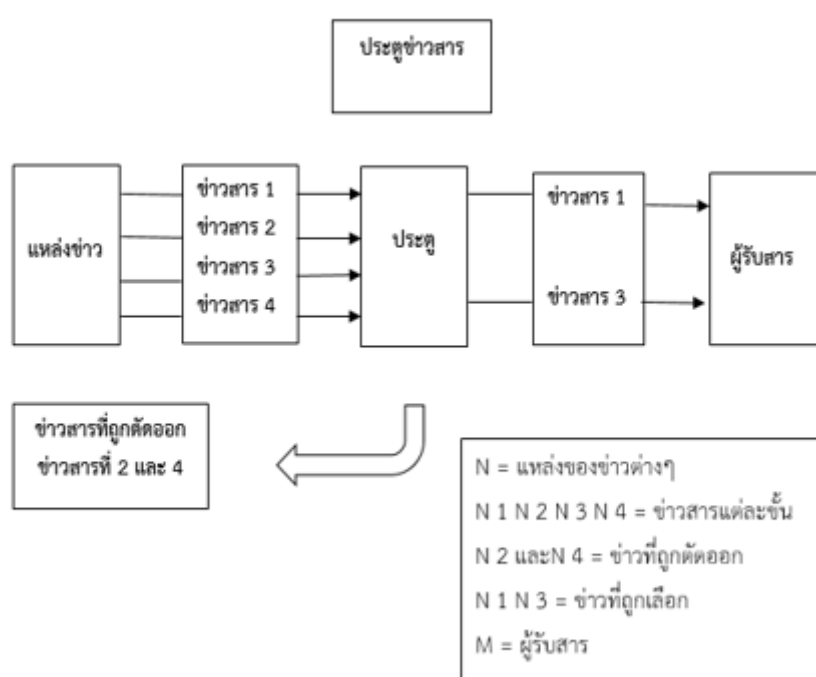 ประตูข่าวสาร
แหล่งข่าว
ข่าวสาร 1
ข่าวสาร 2
ข่าวสาร 3
ข่าวสาร 4
ประตู
ข่าวสาร 1
ข่าวสาร 3
ผู้รับสาร
ข่าวสารที่ถูกตัดออก
ข่าวสารที่ 2 และ 4
N = แหล่งของข่าวต่างๆ
N 1 N 2 N 3 N 4 = ข่าวสารแต่ละชั้น
N 2 และN 4 = ข่าวที่ถูกตัดออก
N 1 N 3 = ข่าวที่ถูกเลือก
M = ผู้รับสาร